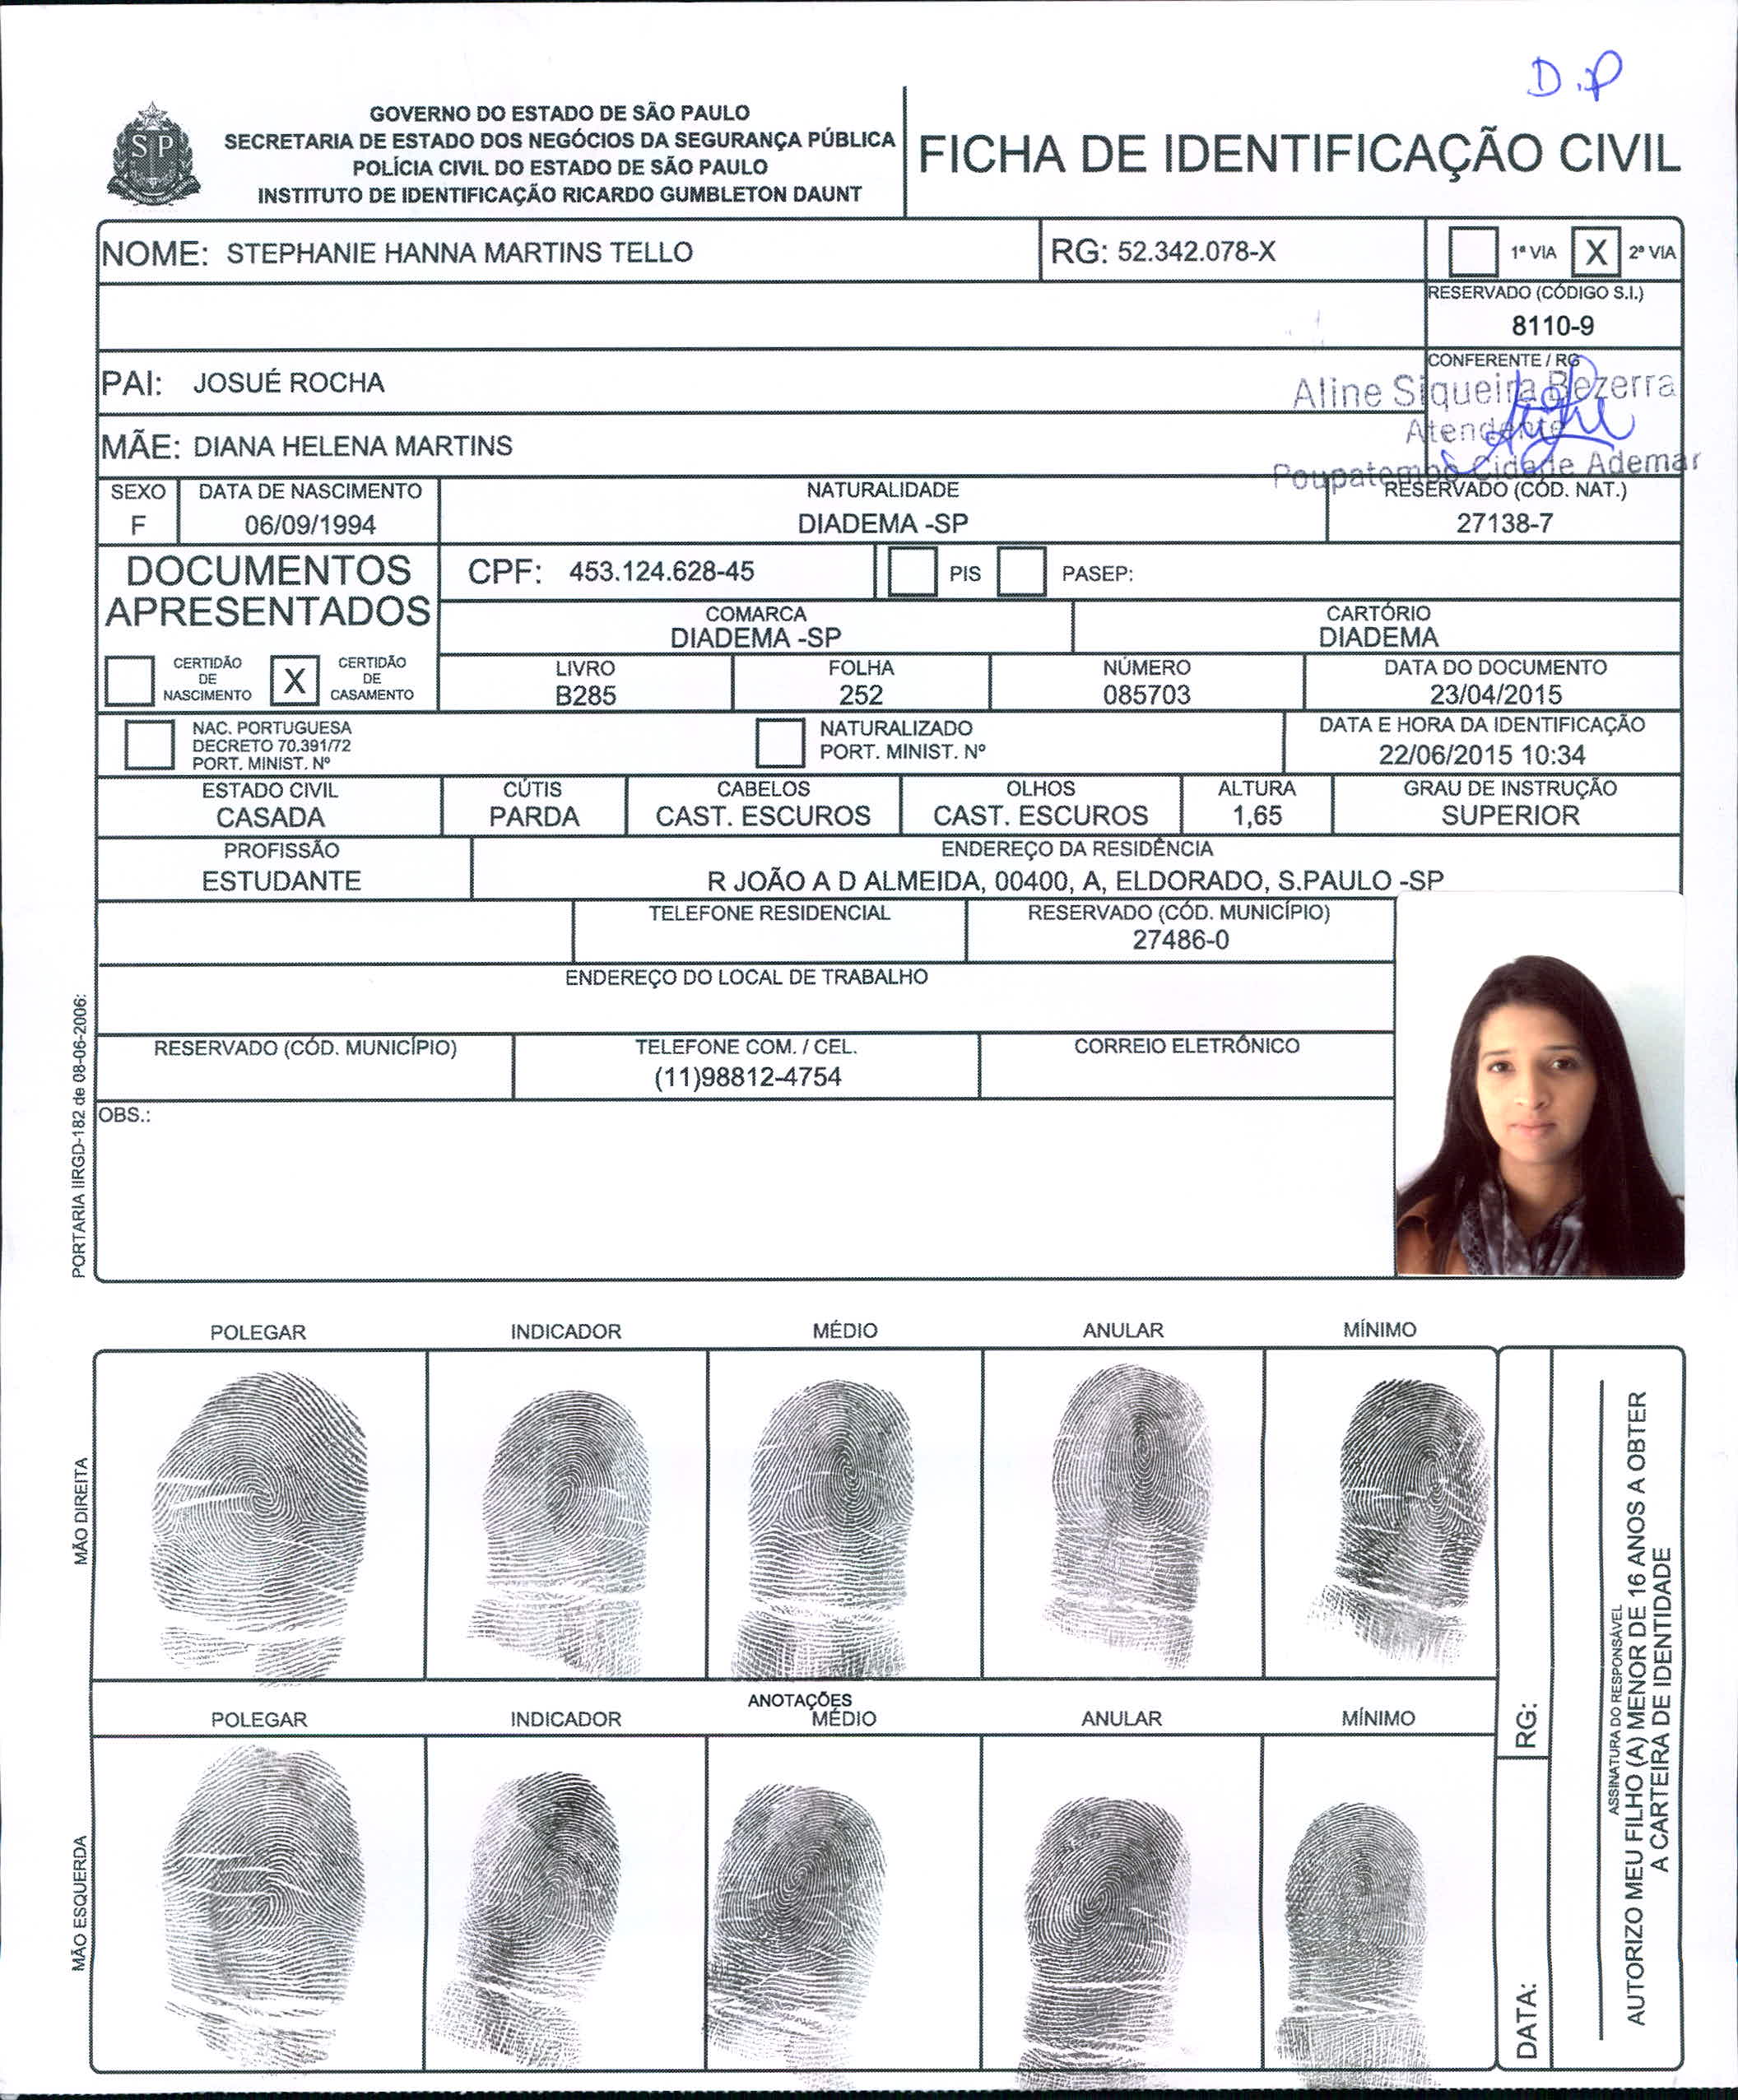 D.P
GOVERNO DO ESTADO DE SÃO PAULO
SECRETARIA DE ESTADO DOS NEGÓCIOS DA SEGURANÇA PÚBLICA
POLÍCIA CIVIL DO ESTADO DE SÃO PAULO
INSTITUTO DE IDENTIFICAÇÃO RICARDO GUMBLETON DAUNT
SP
FICHA DE IDENTIFICAÇÃO CIVIL
NOME: STEPHANIE HANNA MARTINS TELLO
RG: 52.342.078-X
1ª VIA X 2ª VIA
RESERVADO (CÓDIGO S.I.)
8110-9
PAI: JOSUÉ ROCHA
CONFERENTE / RG
Aline Siqueira Bezerra
Atendente
Poupatempo Cidade Ademar
MÃE: DIANA HELENA MARTINS
SEXO
F
DATA DE NASCIMENTO
06/09/1994
NATURALIDADE
DIADEMA -SP
RESERVADO (CÓD. NAT.)
27138-7
DOCUMENTOS
APRESENTADOS
CERTIDÃO
DE
NASCIMENTO
X
CERTIDÃO
DE
CASAMENTO
CPF: 453.124.628-45
PIS
PASEP:
COMARCA
DIADEMA -SP
CARTÓRIO
DIADEMA
LIVRO
B285
FOLHA
252
NÚMERO
085703
DATA DO DOCUMENTO
23/04/2015
NAC. PORTUGUESA
DECRETO 70.391/72
PORT. MINIST. Nº
NATURALIZADO
PORT. MINIST. Nº
DATA E HORA DA IDENTIFICAÇÃO
22/06/2015 10:34
ESTADO CIVIL
CASADA
CÚTIS
PARDA
CABELOS
CAST. ESCUROS
OLHOS
CAST. ESCUROS
ALTURA
1,65
GRAU DE INSTRUÇÃO
SUPERIOR
PROFISSÃO
ESTUDANTE
ENDEREÇO DA RESIDÊNCIA
R JOÃO A D ALMEIDA, 00400, A, ELDORADO, S.PAULO -SP
TELEFONE RESIDENCIAL
RESERVADO (CÓD. MUNICÍPIO)
27486-0
ENDEREÇO DO LOCAL DE TRABALHO
RESERVADO (CÓD. MUNICÍPIO)
TELEFONE COM. / CEL.
(11)98812-4754
CORREIO ELETRÔNICO
OBS.:
PORTARIA IIRGD-182 de 08-06-2006:
POLEGAR INDICADOR MÉDIO ANULAR MÍNIMO
MÃO DIREITA
ANOTAÇÕES
POLEGAR INDICADOR MÉDIO ANULAR MÍNIMO
MÃO ESQUERDA
RG:
DATA:
ASSINATURA DO RESPONSÁVEL
AUTORIZO MEU FILHO (A) MENOR DE 16 ANOS A OBTER
A CARTEIRA DE IDENTIDADE